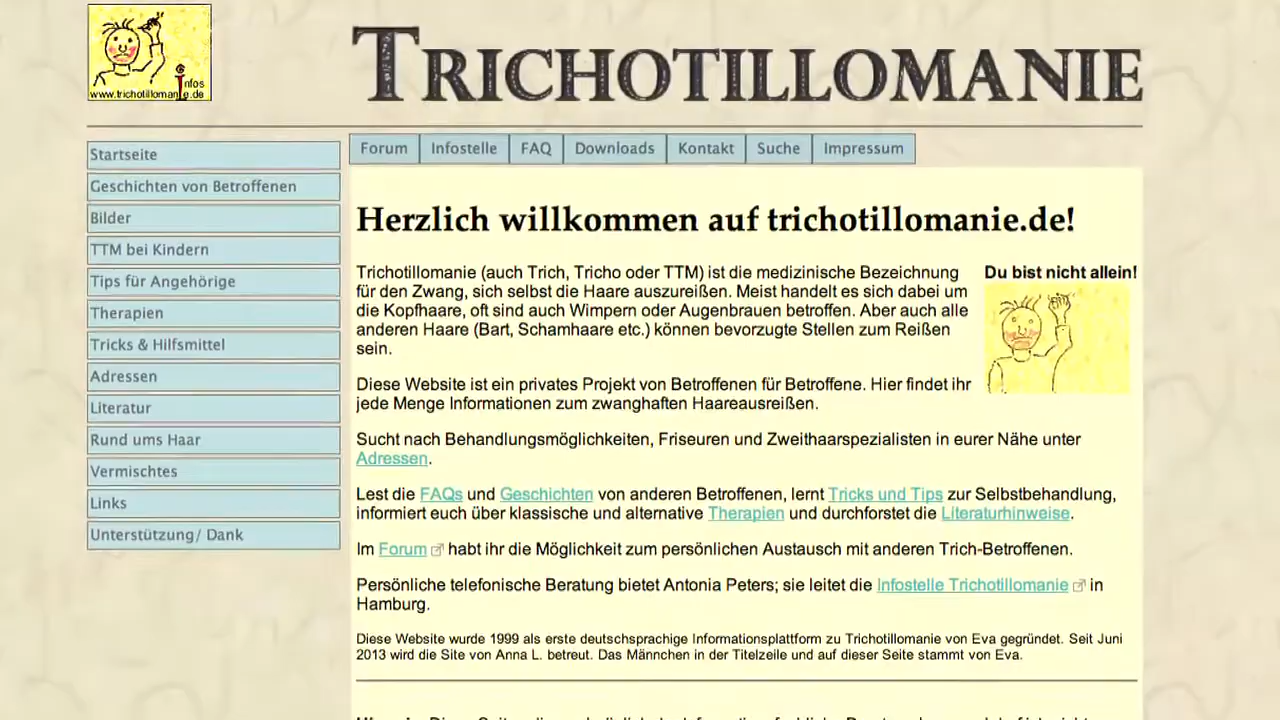 nfos
www.trichotillomanie.de
TRICHOTILLOMANIE
Forum Infostelle FAQ Downloads Kontakt Suche Impressum
Startseite
Geschichten von Betroffenen
Bilder
TTM bei Kindern
Tips für Angehörige
Therapien
Tricks & Hilfsmittel
Adressen
Literatur
Rund ums Haar
Vermischtes
Links
Unterstützung/ Dank
Herzlich willkommen auf trichotillomanie.de!
Trichotillomanie (auch Trich, Tricho oder TTM) ist die medizinische Bezeichnung
für den Zwang, sich selbst die Haare auszureißen. Meist handelt es sich dabei um
die Kopfhaare, oft sind auch Wimpern oder Augenbrauen betroffen. Aber auch alle
anderen Haare (Bart, Schamhaare etc.) können bevorzugte Stellen zum Reißen
sein.
Du bist nicht allein!
Diese Website ist ein privates Projekt von Betroffenen für Betroffene. Hier findet ihr
jede Menge Informationen zum zwanghaften Haareausreißen.
Sucht nach Behandlungsmöglichkeiten, Friseuren und Zweithaarspezialisten in eurer Nähe unter
Adressen.
Lest die FAQs und Geschichten von anderen Betroffenen, lernt Tricks und Tips zur Selbstbehandlung,
informiert euch über klassische und alternative Therapien und durchforstet die Literaturhinweise.
Im Forum habt ihr die Möglichkeit zum persönlichen Austausch mit anderen Trich-Betroffenen.
Persönliche telefonische Beratung bietet Antonia Peters; sie leitet die Infostelle Trichotillomanie in
Hamburg.
Diese Website wurde 1999 als erste deutschsprachige Informationsplattform zu Trichotillomanie von Eva gegründet. Seit Juni
2013 wird die Site von Anna L. betreut. Das Männchen in der Titelzeile und auf dieser Seite stammt von Eva.